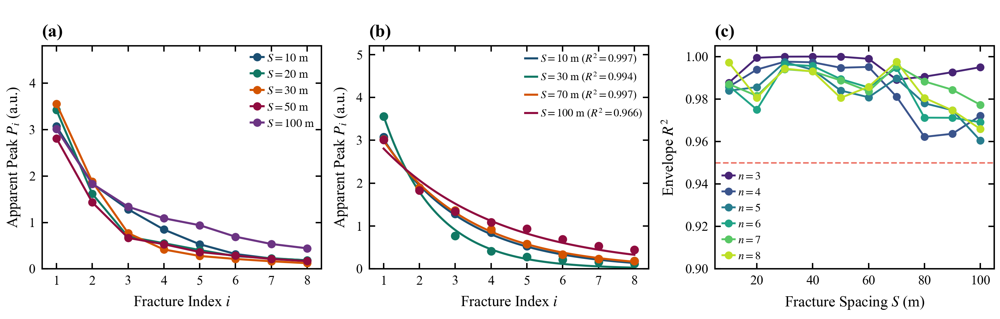 (a)
Apparent Peak P_i (a.u.)
4
3
2
1
0
S = 10 m
S = 20 m
S = 30 m
S = 50 m
S = 100 m
1 2 3 4 5 6 7 8
Fracture Index i
(b)
Apparent Peak P_i (a.u.)
5
4
3
2
1
0
S = 10 m (R² = 0.997)
S = 30 m (R² = 0.994)
S = 70 m (R² = 0.997)
S = 100 m (R² = 0.966)
1 2 3 4 5 6 7 8
Fracture Index i
(c)
Envelope R²
1.00
0.98
0.96
0.94
0.92
0.90
n = 3
n = 4
n = 5
n = 6
n = 7
n = 8
20 40 60 80 100
Fracture Spacing S (m)